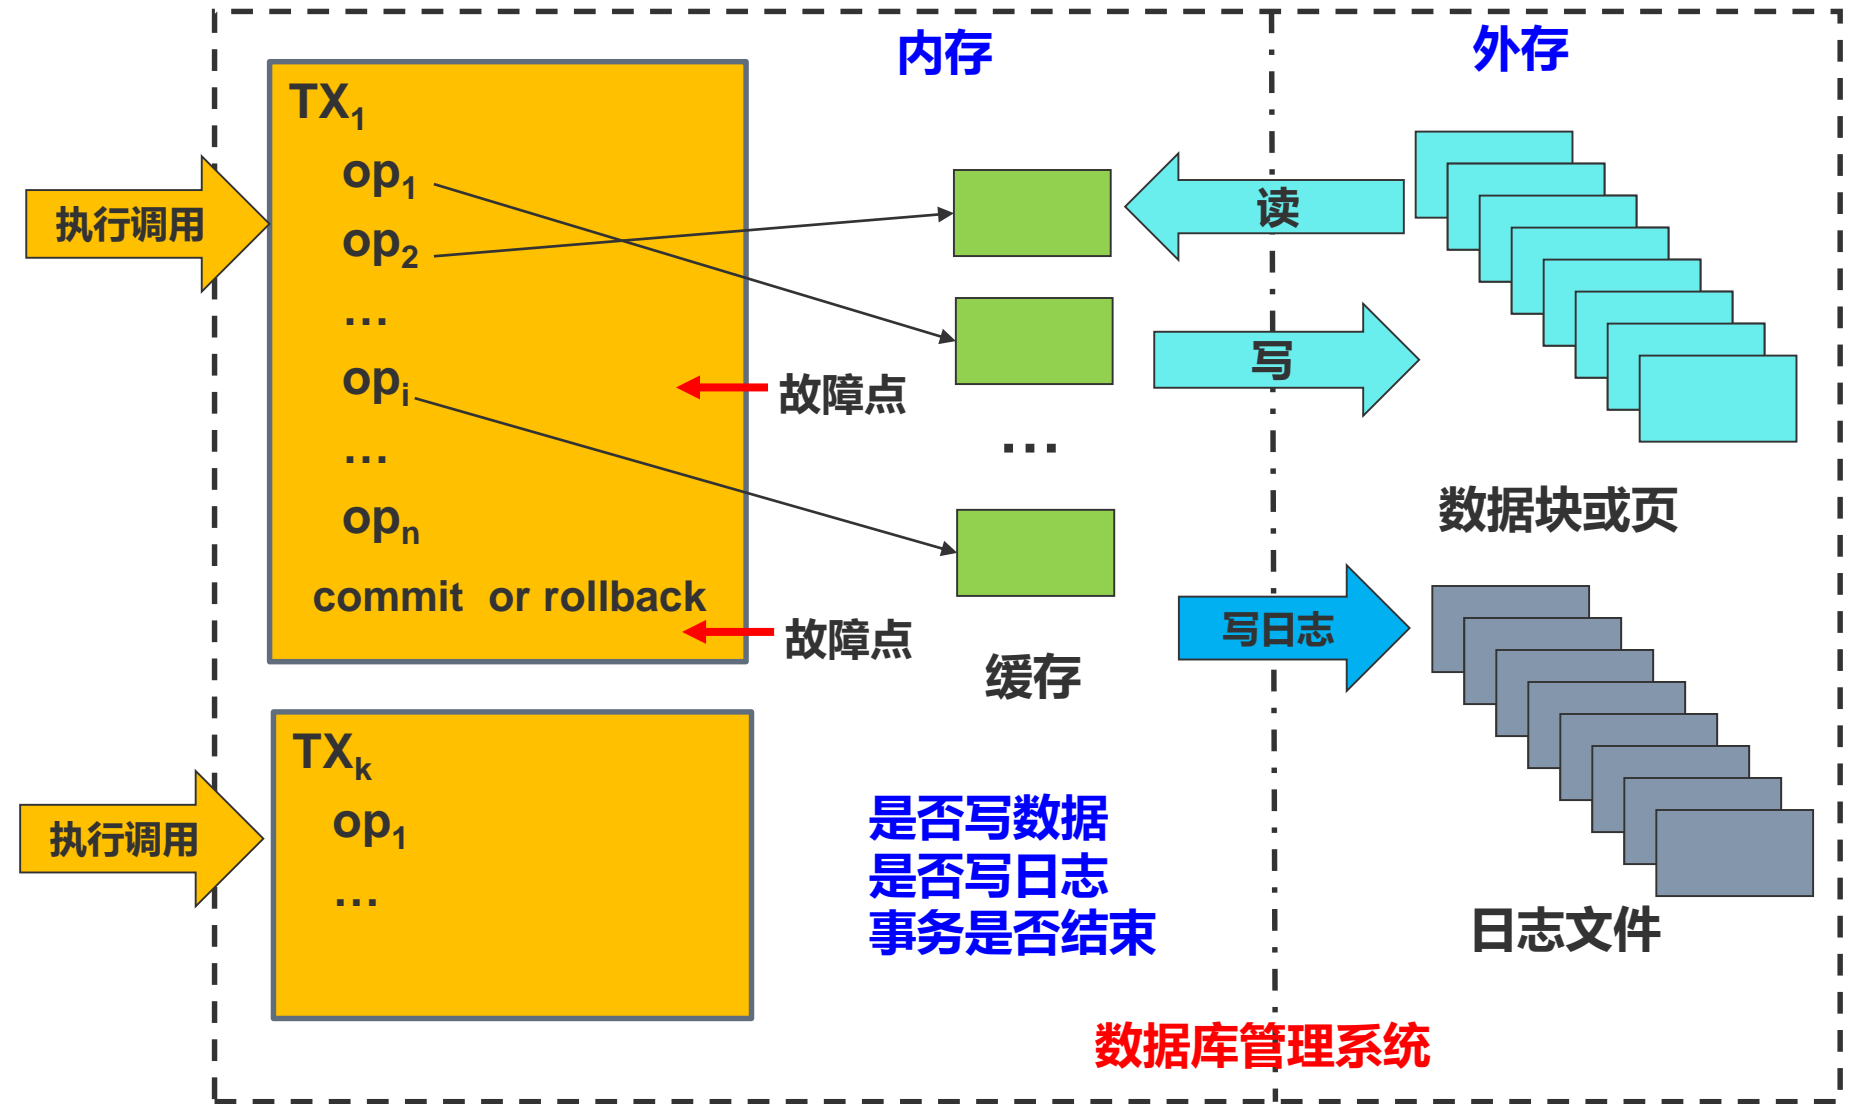 内存
外存
TX1
op1
op2
…
opi
…
opn
commit or rollback
执行调用
故障点
故障点
读
写
…
数据块或页
写日志
缓存
TXk
op1
…
执行调用
是否写数据
是否写日志
事务是否结束
日志文件
数据库管理系统